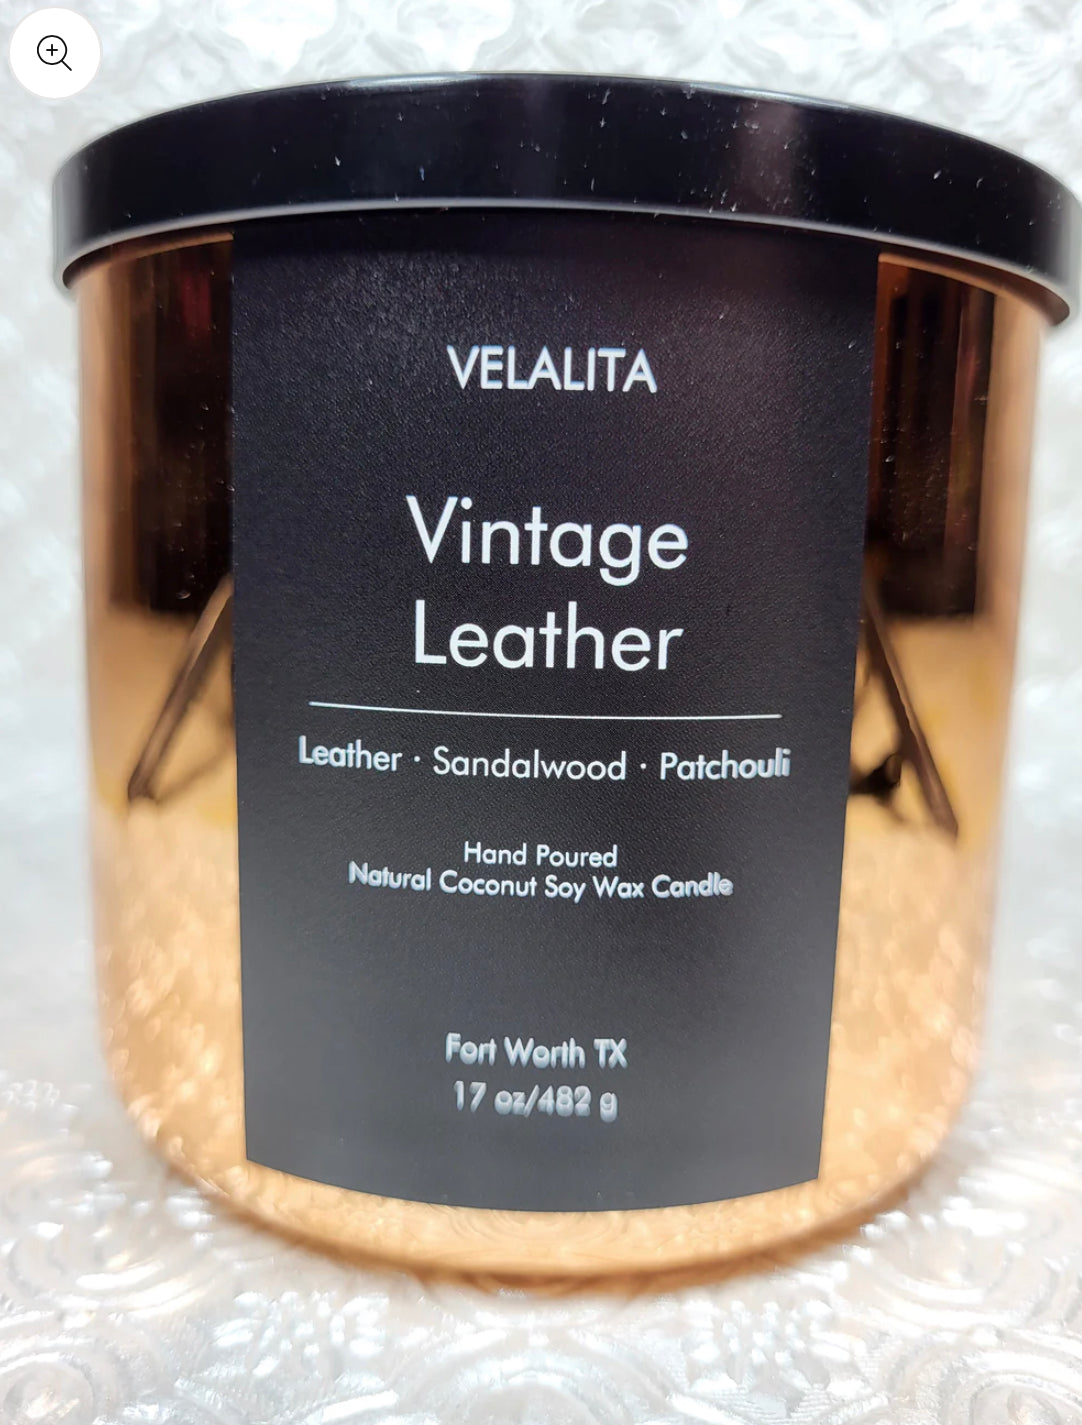 VELALITA
Vintage
Leather
Leather · Sandalwood · Patchouli
Hand Poured
Natural Coconut Soy Wax Candle
Fort Worth TX
17 oz/482 g